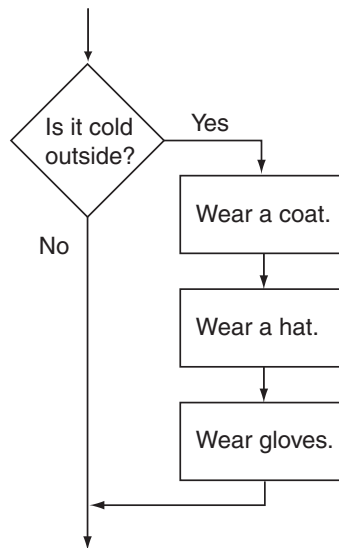 Is it cold
outside?
Yes
Wear a coat.
No
Wear a hat.
Wear gloves.